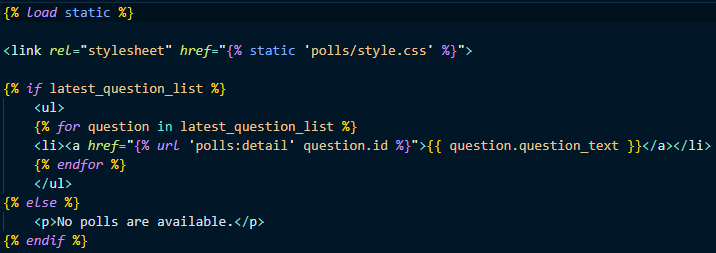 {% load static %}
<link rel="stylesheet" href="{% static 'polls/style.css' %}">
{% if latest_question_list %}
<ul>
{% for question in latest_question_list %}
<li><a href="{% url 'polls:detail' question.id %}">{{ question.question_text }}</a></li>
{% endfor %}
</ul>
{% else %}
<p>No polls are available.</p>
{% endif %}